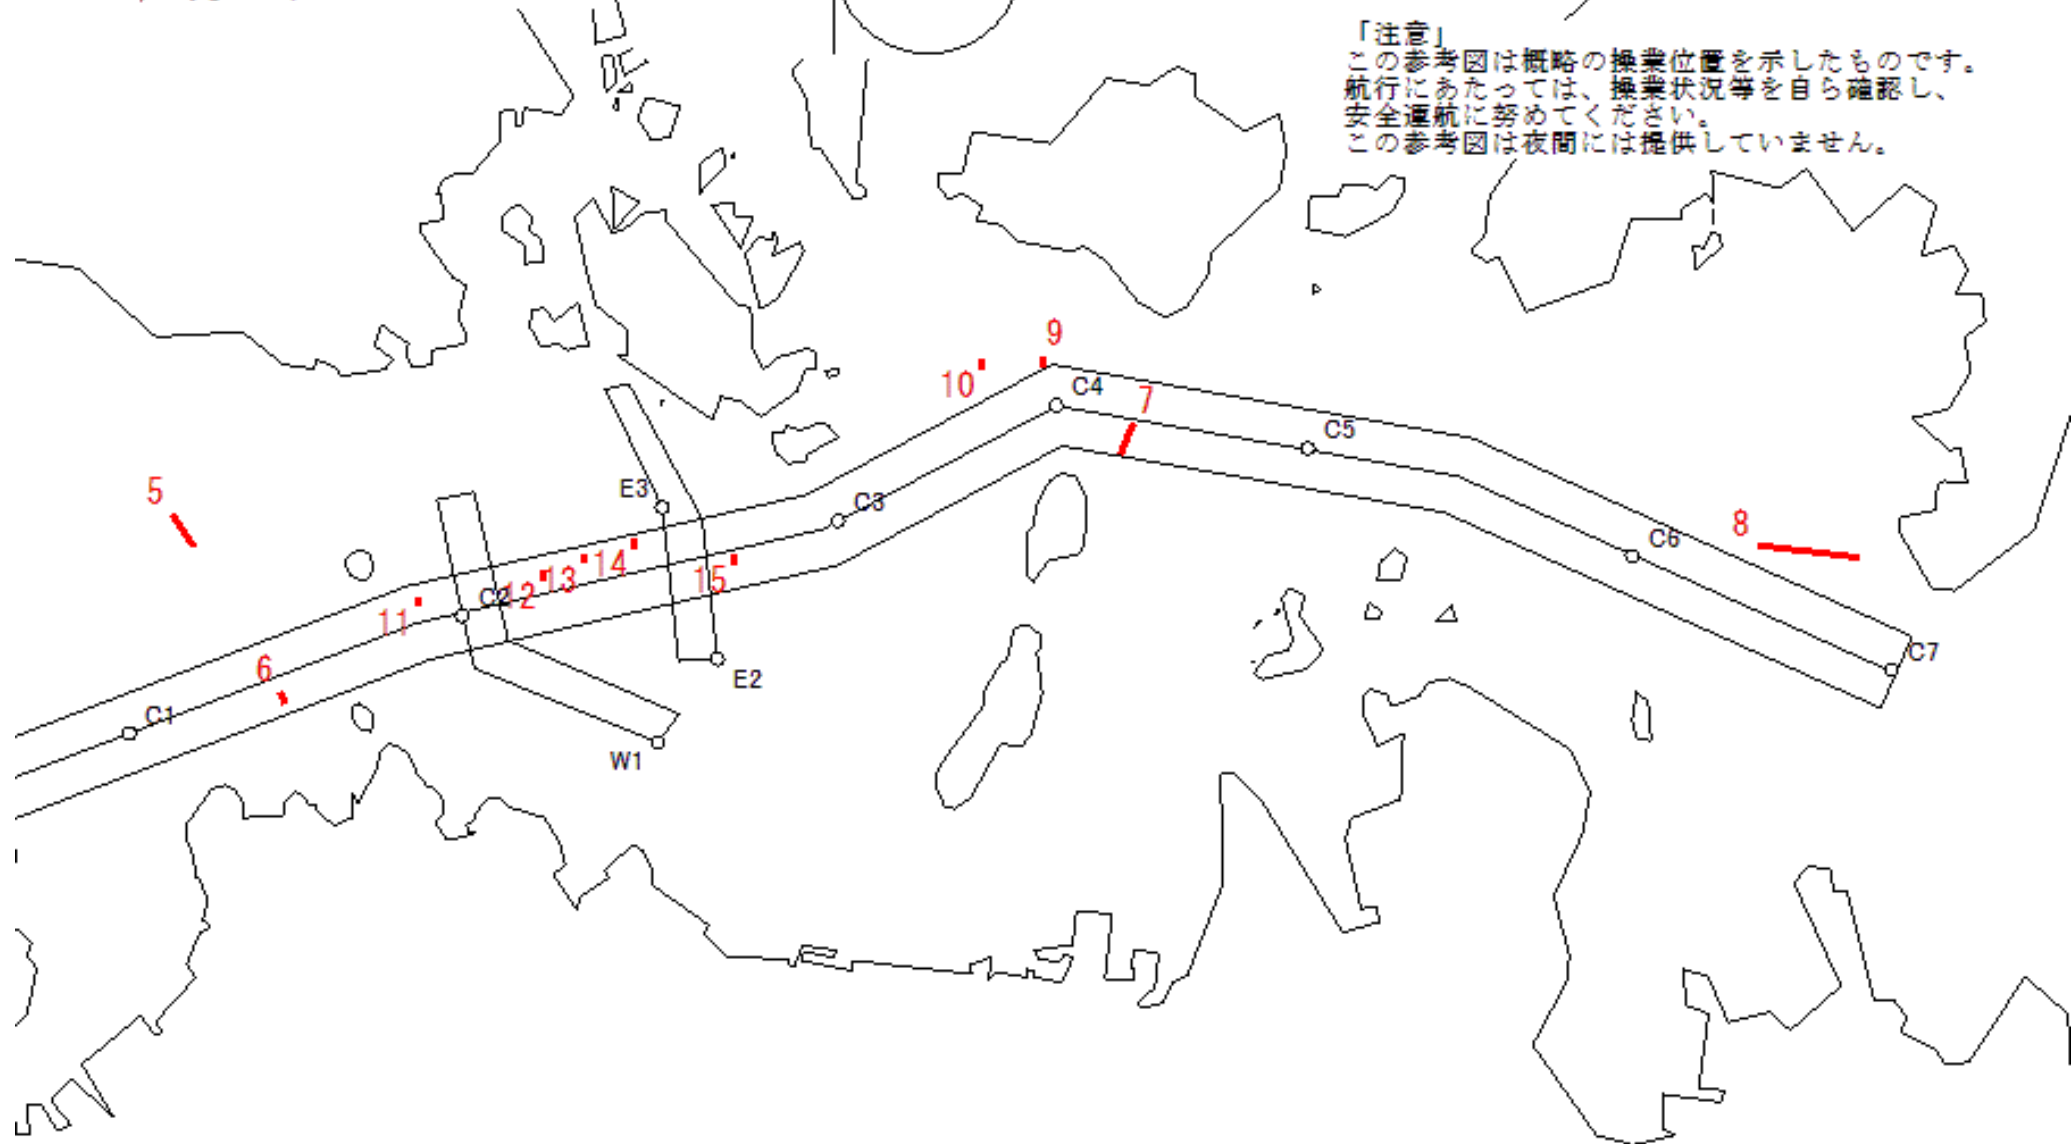 「注意」
この参考図は概略の操業位置を示したものです。
航行にあたっては、操業状況等を自ら確認し、
安全運航に努めてください。
この参考図は夜間には提供していません。
9
10
C4
7
C5
5
E3
C3
8
C6
14
13
15
12
C2
11
6
E2
C7
C1
W1